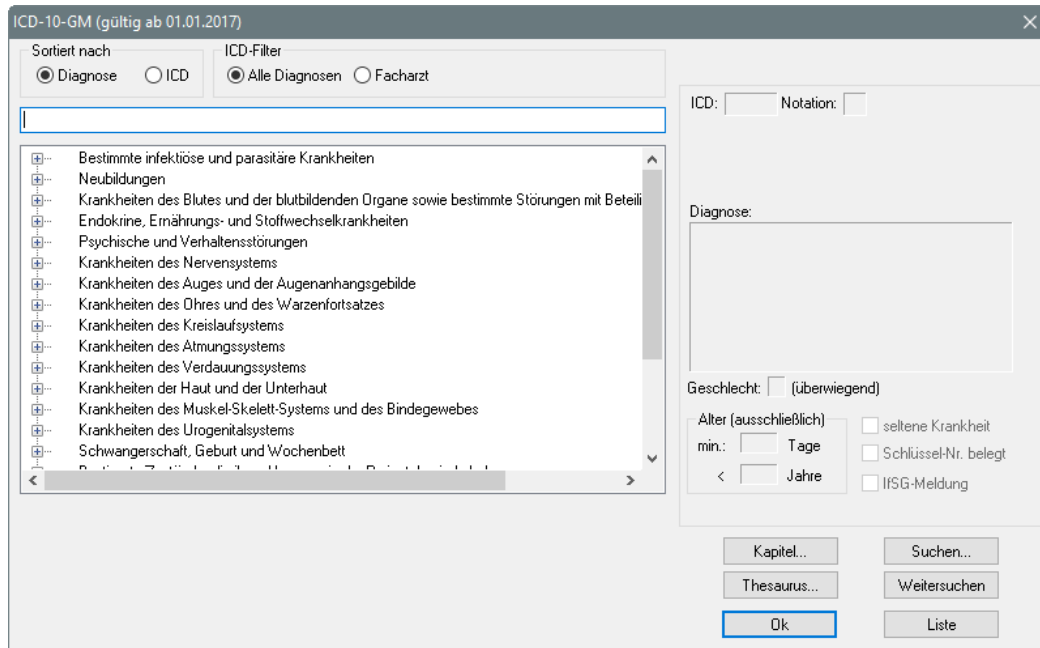 ICD-10-GM (gültig ab 01.01.2017)
Sortiert nach
Diagnose ICD
ICD-Filter
Alle Diagnosen Facharzt
Bestimmte infektiöse und parasitäre Krankheiten
Neubildungen
Krankheiten des Blutes und der blutbildenden Organe sowie bestimmte Störungen mit Beteili
Endokrine, Ernährungs- und Stoffwechselkrankheiten
Psychische und Verhaltensstörungen
Krankheiten des Nervensystems
Krankheiten des Auges und der Augenanhangsgebilde
Krankheiten des Ohres und des Warzenfortsatzes
Krankheiten des Kreislaufsystems
Krankheiten des Atmungssystems
Krankheiten des Verdauungssystems
Krankheiten der Haut und der Unterhaut
Krankheiten des Muskel-Skelett-Systems und des Bindegewebes
Krankheiten des Urogenitalsystems
Schwangerschaft, Geburt und Wochenbett
ICD: Notation:
Diagnose:
Geschlecht: (überwiegend)
Alter (ausschließlich)
min.: Tage
< Jahre
seltene Krankheit
Schlüssel-Nr. belegt
IfSG-Meldung
Kapitel... Suchen...
Thesaurus... Weitersuchen
Ok Liste